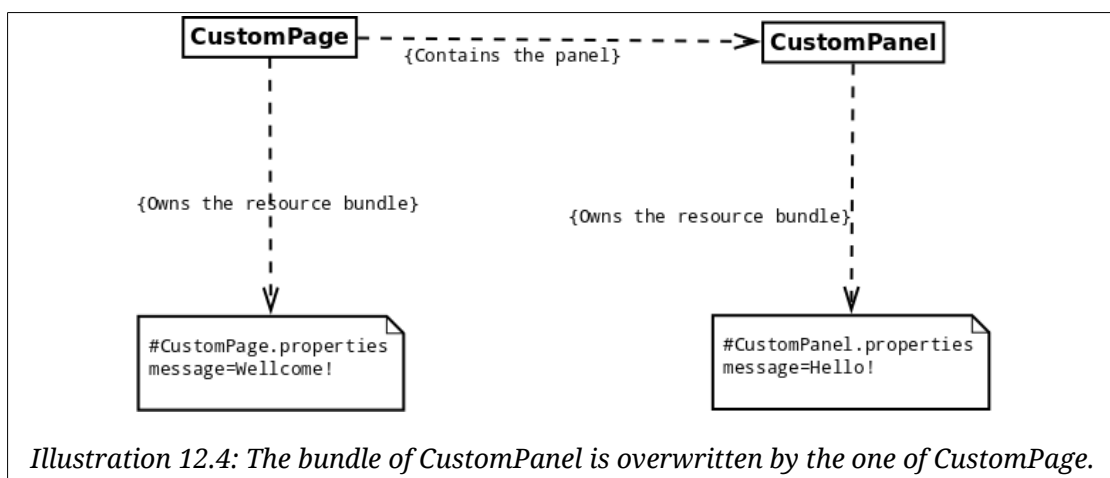 CustomPage
CustomPanel
{Contains the panel}
{Owns the resource bundle}
{Owns the resource bundle}
#CustomPage.properties
message=Wellcome!
#CustomPanel.properties
message=Hello!
Illustration 12.4: The bundle of CustomPanel is overwritten by the one of CustomPage.